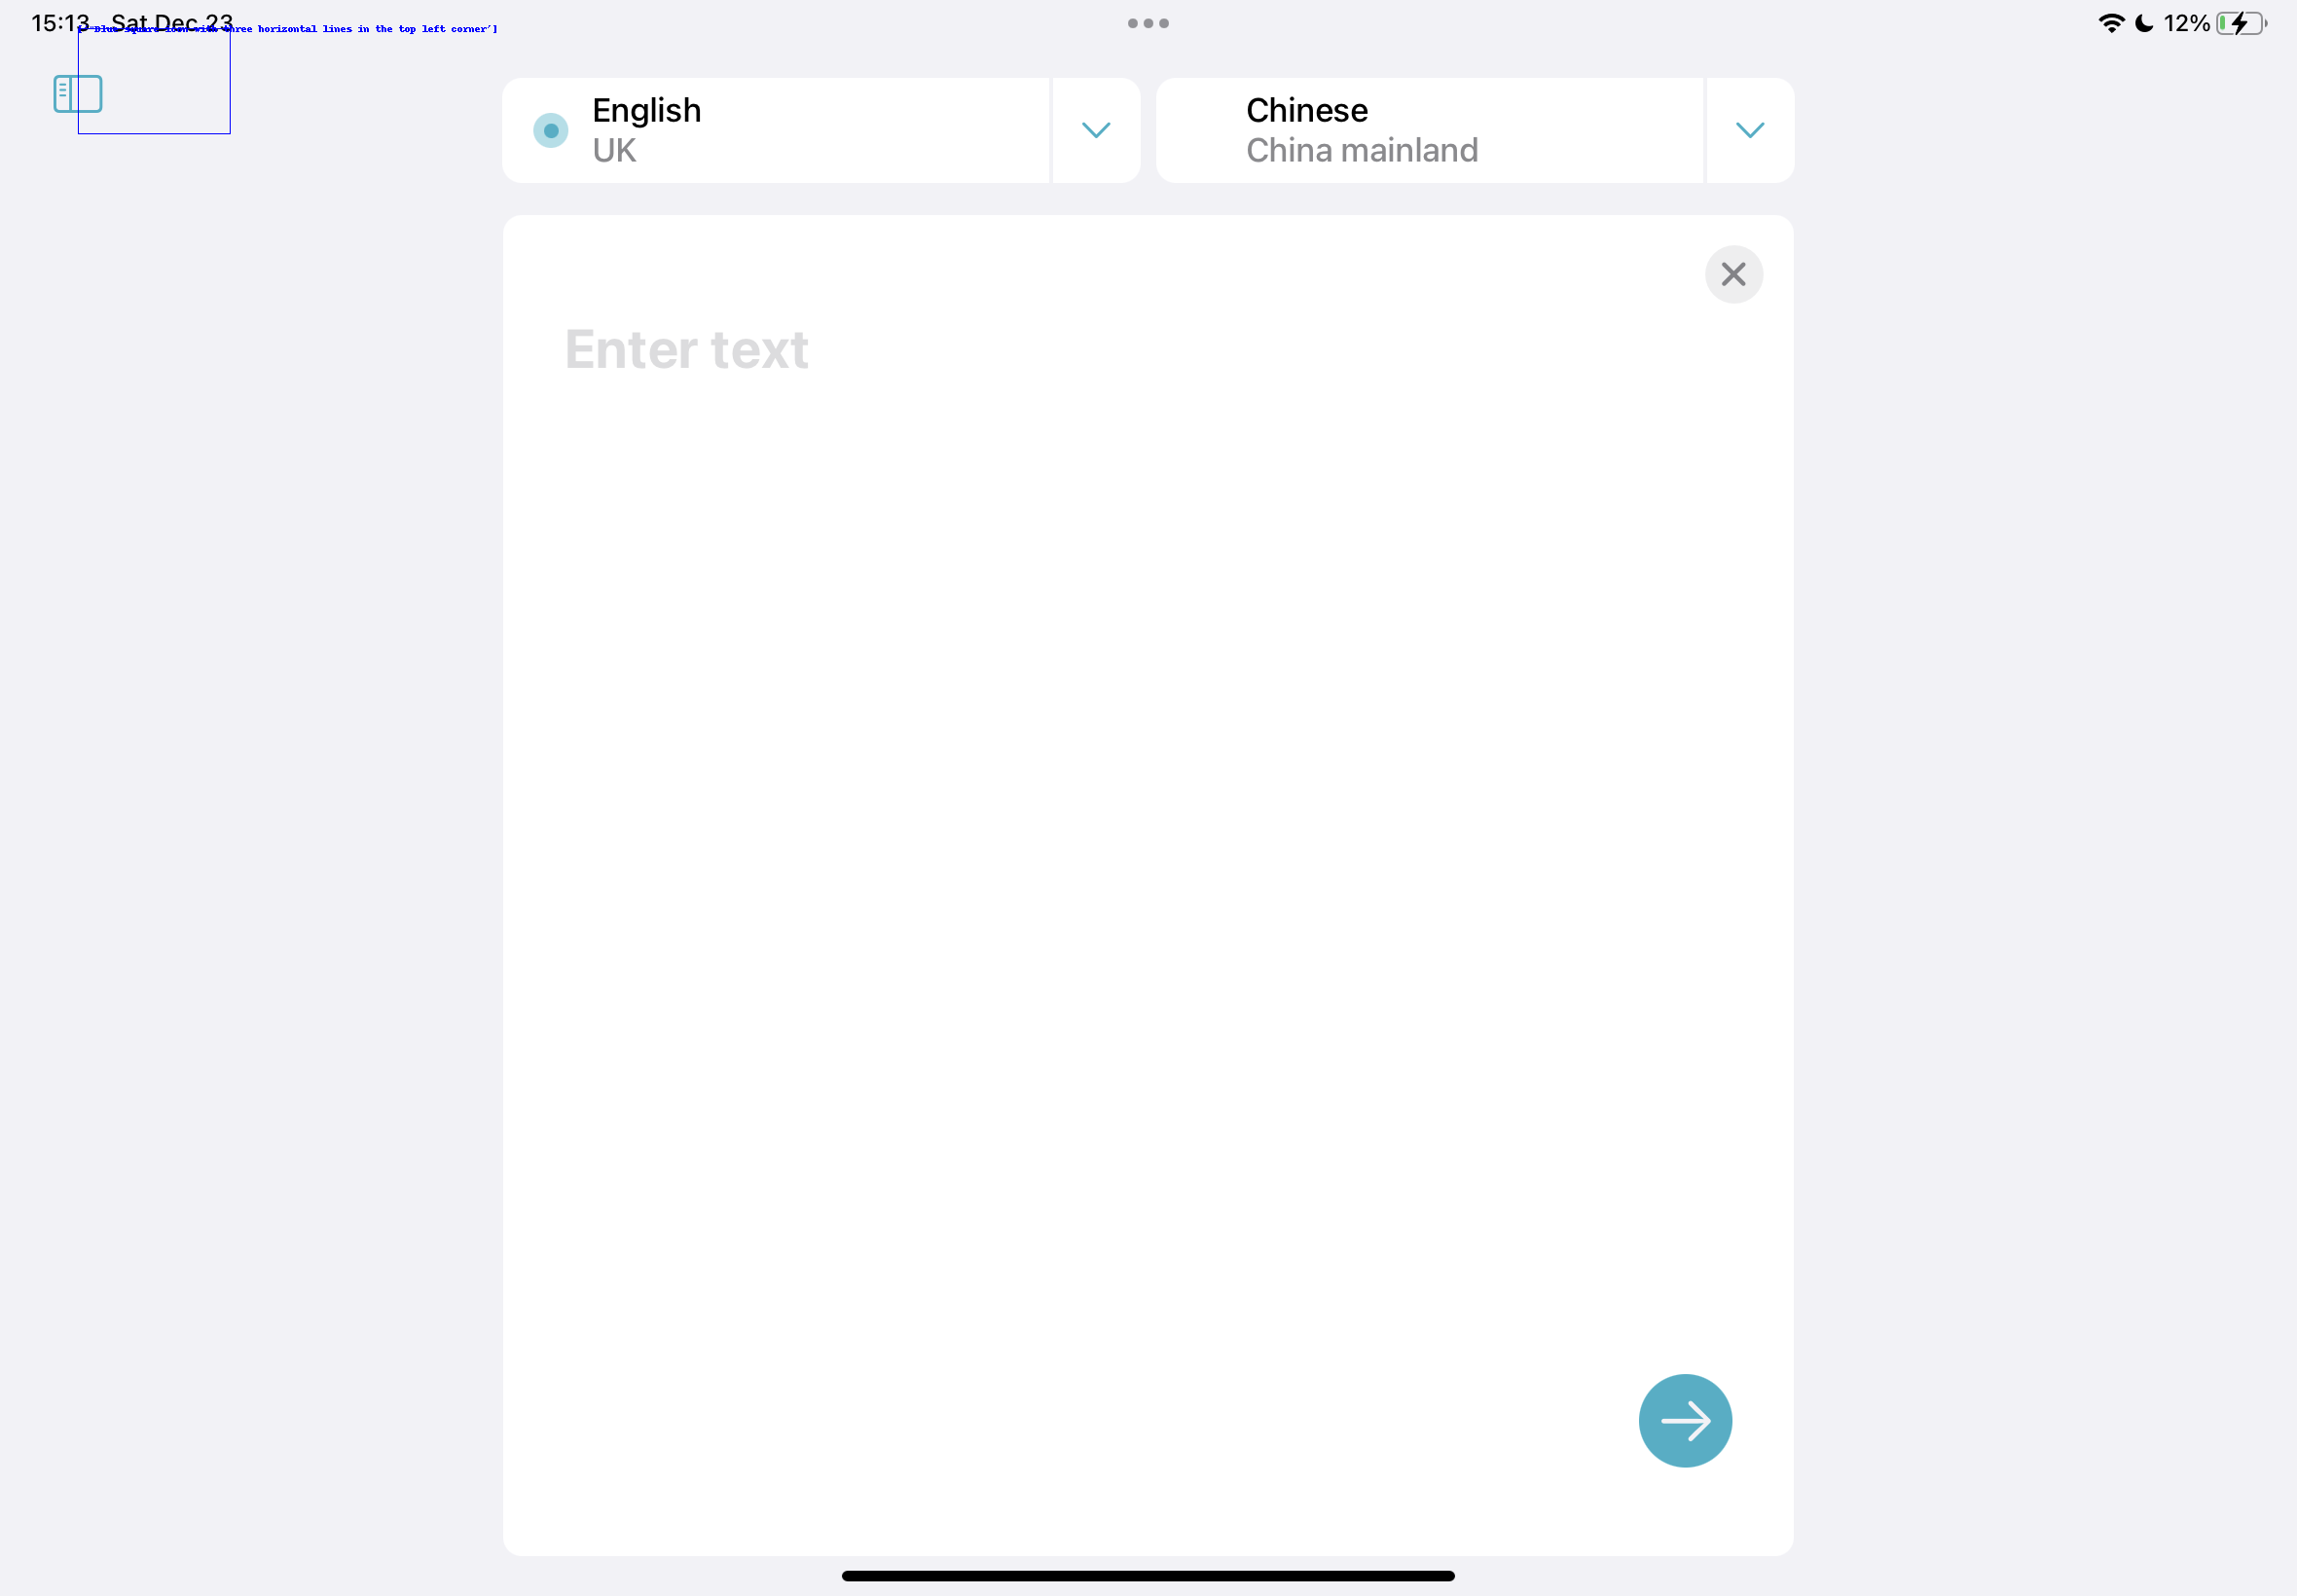 15:13 Sat Dec 23
['Blue square icon with three horizontal lines in the top left corner']
12%
English
UK
Chinese
China mainland
Enter text